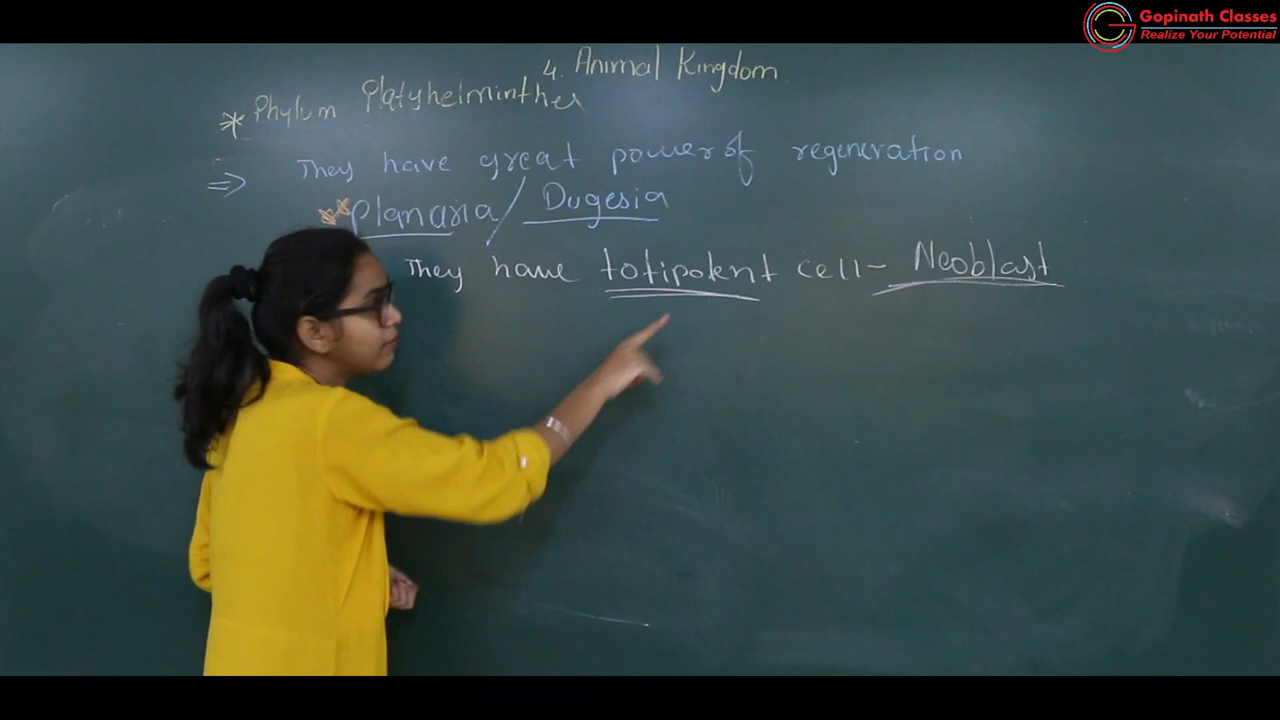 Gopinath Classes
Realize Your Potential
4. Animal Kingdom
* Phylum Platyhelminthes
⇒ They have great power of regeneration
** Planaria / Dugesia
They have totipotent cell - Neoblast